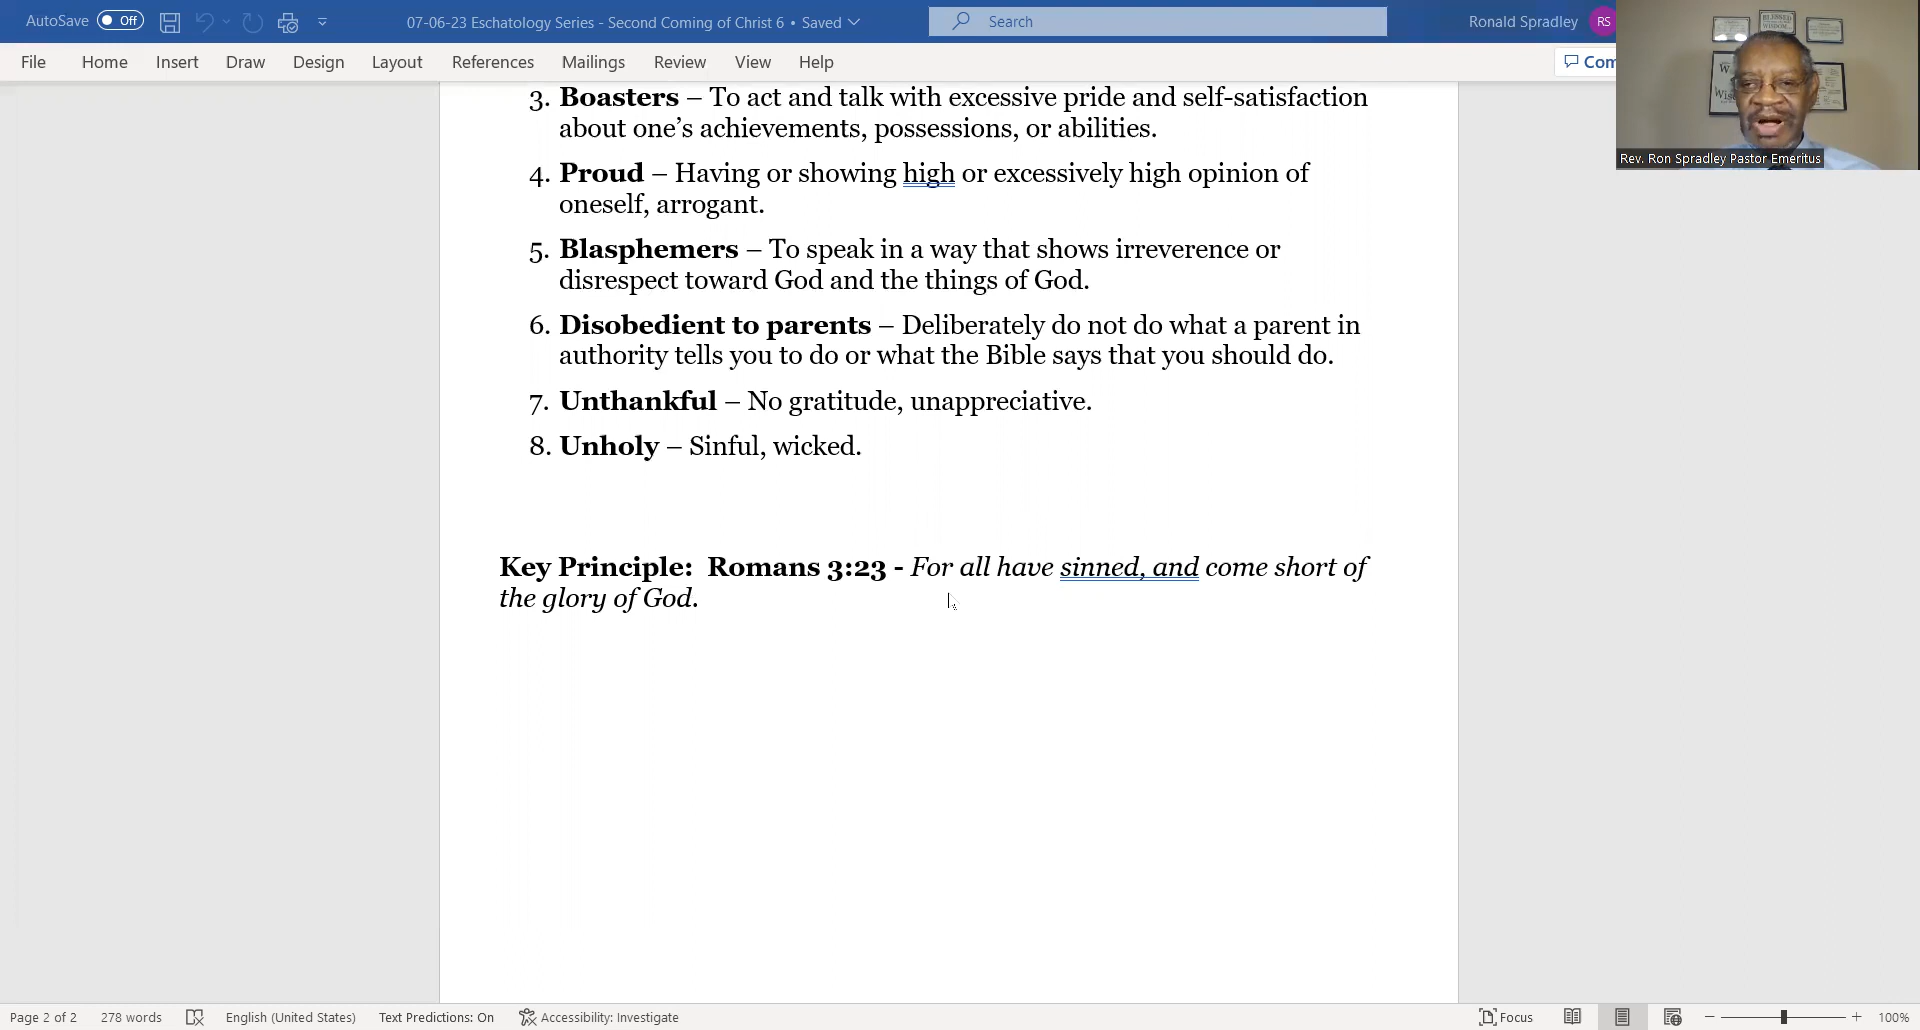 AutoSave Off 07-06-23 Eschatology Series - Second Coming of Christ 6 • Saved Search Ronald Spradley RS
File Home Insert Draw Design Layout References Mailings Review View Help Com
Rev. Ron Spradley Pastor Emeritus
3. Boasters – To act and talk with excessive pride and self-satisfaction
about one’s achievements, possessions, or abilities.
4. Proud – Having or showing high or excessively high opinion of
oneself, arrogant.
5. Blasphemers – To speak in a way that shows irreverence or
disrespect toward God and the things of God.
6. Disobedient to parents – Deliberately do not do what a parent in
authority tells you to do or what the Bible says that you should do.
7. Unthankful – No gratitude, unappreciative.
8. Unholy – Sinful, wicked.
Key Principle:  Romans 3:23 - For all have sinned, and come short of
the glory of God.
Page 2 of 2 278 words English (United States) Text Predictions: On Accessibility: Investigate Focus 100%